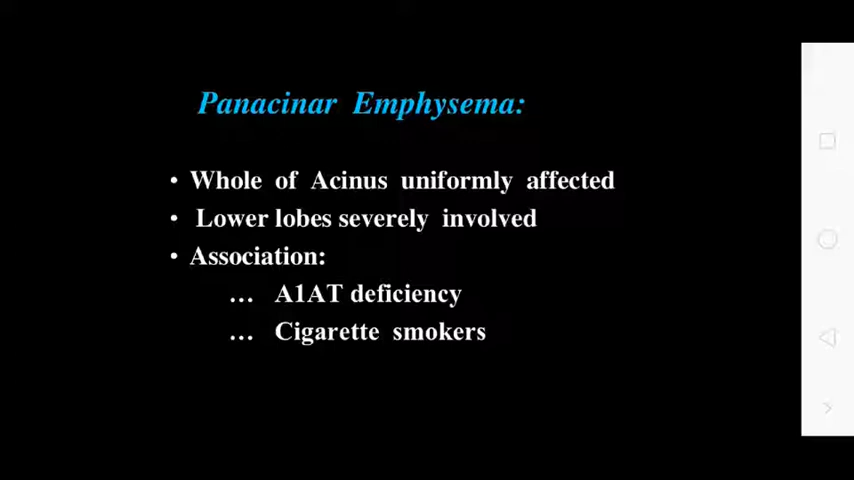 Panacinar Emphysema:
• Whole of Acinus uniformly affected
• Lower lobes severely involved
• Association:
... A1AT deficiency
... Cigarette smokers